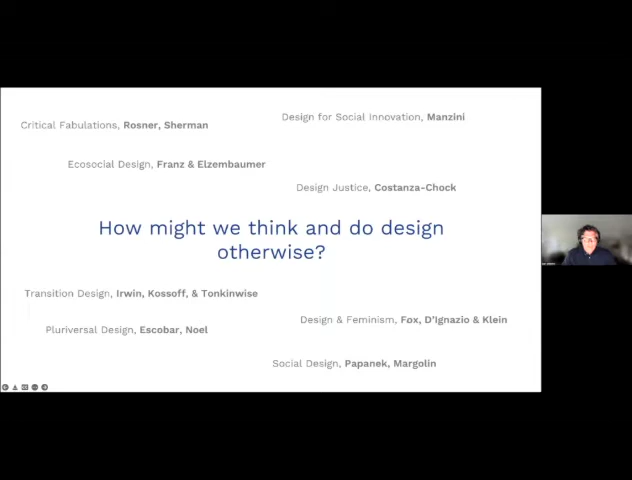 Critical Fabulations, Rosner, Sherman
Design for Social Innovation, Manzini
Ecosocial Design, Franz & Elzembaumer
Design Justice, Costanza-Chock
How might we think and do design
otherwise?
Transition Design, Irwin, Kossoff, & Tonkinwise
Design & Feminism, Føx, D'Ignazio & Klein
Pluriversal Design, Escobar, Noel
Social Design, Papanek, Margolin